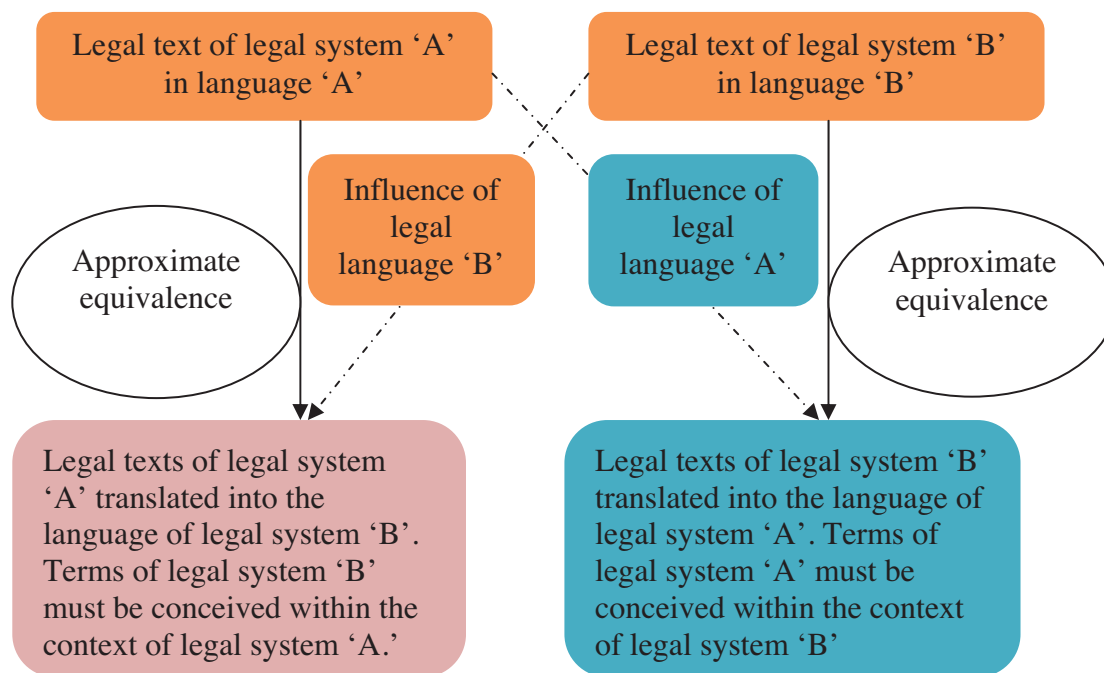 Legal text of legal system ‘A’
in language ‘A’
Legal text of legal system ‘B’
in language ‘B’
Influence of
legal
language ‘B’
Influence of
legal
language ‘A’
Approximate
equivalence
Approximate
equivalence
Legal texts of legal system
‘A’ translated into the
language of legal system ‘B’.
Terms of legal system ‘B’
must be conceived within the
context of legal system ‘A.’
Legal texts of legal system ‘B’
translated into the language of
legal system ‘A’. Terms of
legal system ‘A’ must be
conceived within the context
of legal system ‘B’